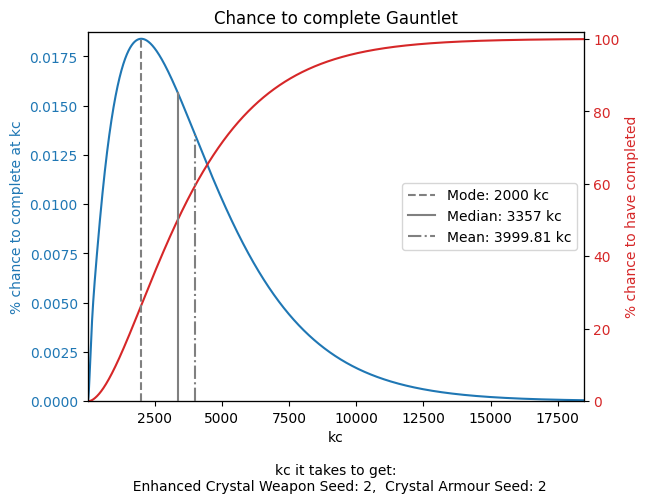 Chance to complete Gauntlet
% chance to complete at kc
0.0175
0.0150
0.0125
0.0100
0.0075
0.0050
0.0025
0.0000
100
80
60
40
20
0
% chance to have completed
Mode: 2000 kc
Median: 3357 kc
Mean: 3999.81 kc
2500 5000 7500 10000 12500 15000 17500
kc
kc it takes to get:
Enhanced Crystal Weapon Seed: 2,  Crystal Armour Seed: 2